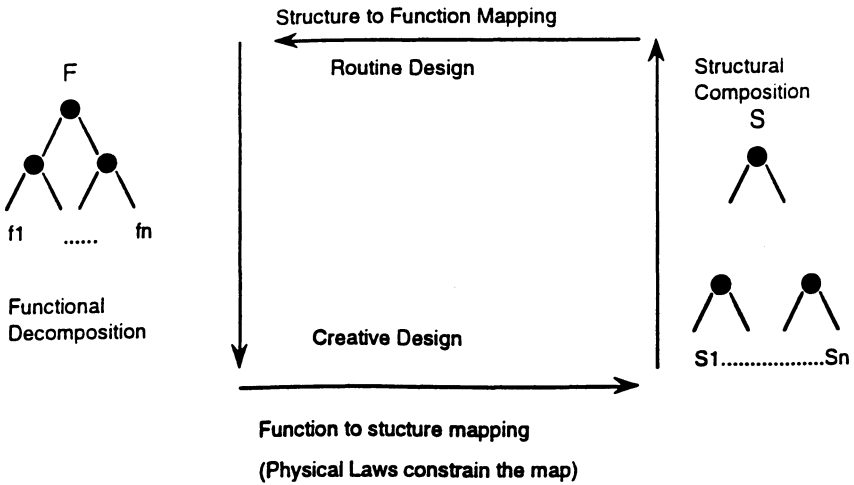 Structure to Function Mapping
Routine Design
F
f1 ...... fn
Functional
Decomposition
Structural
Composition
S
S1...................Sn
Creative Design
Function to stucture mapping
(Physical Laws constrain the map)